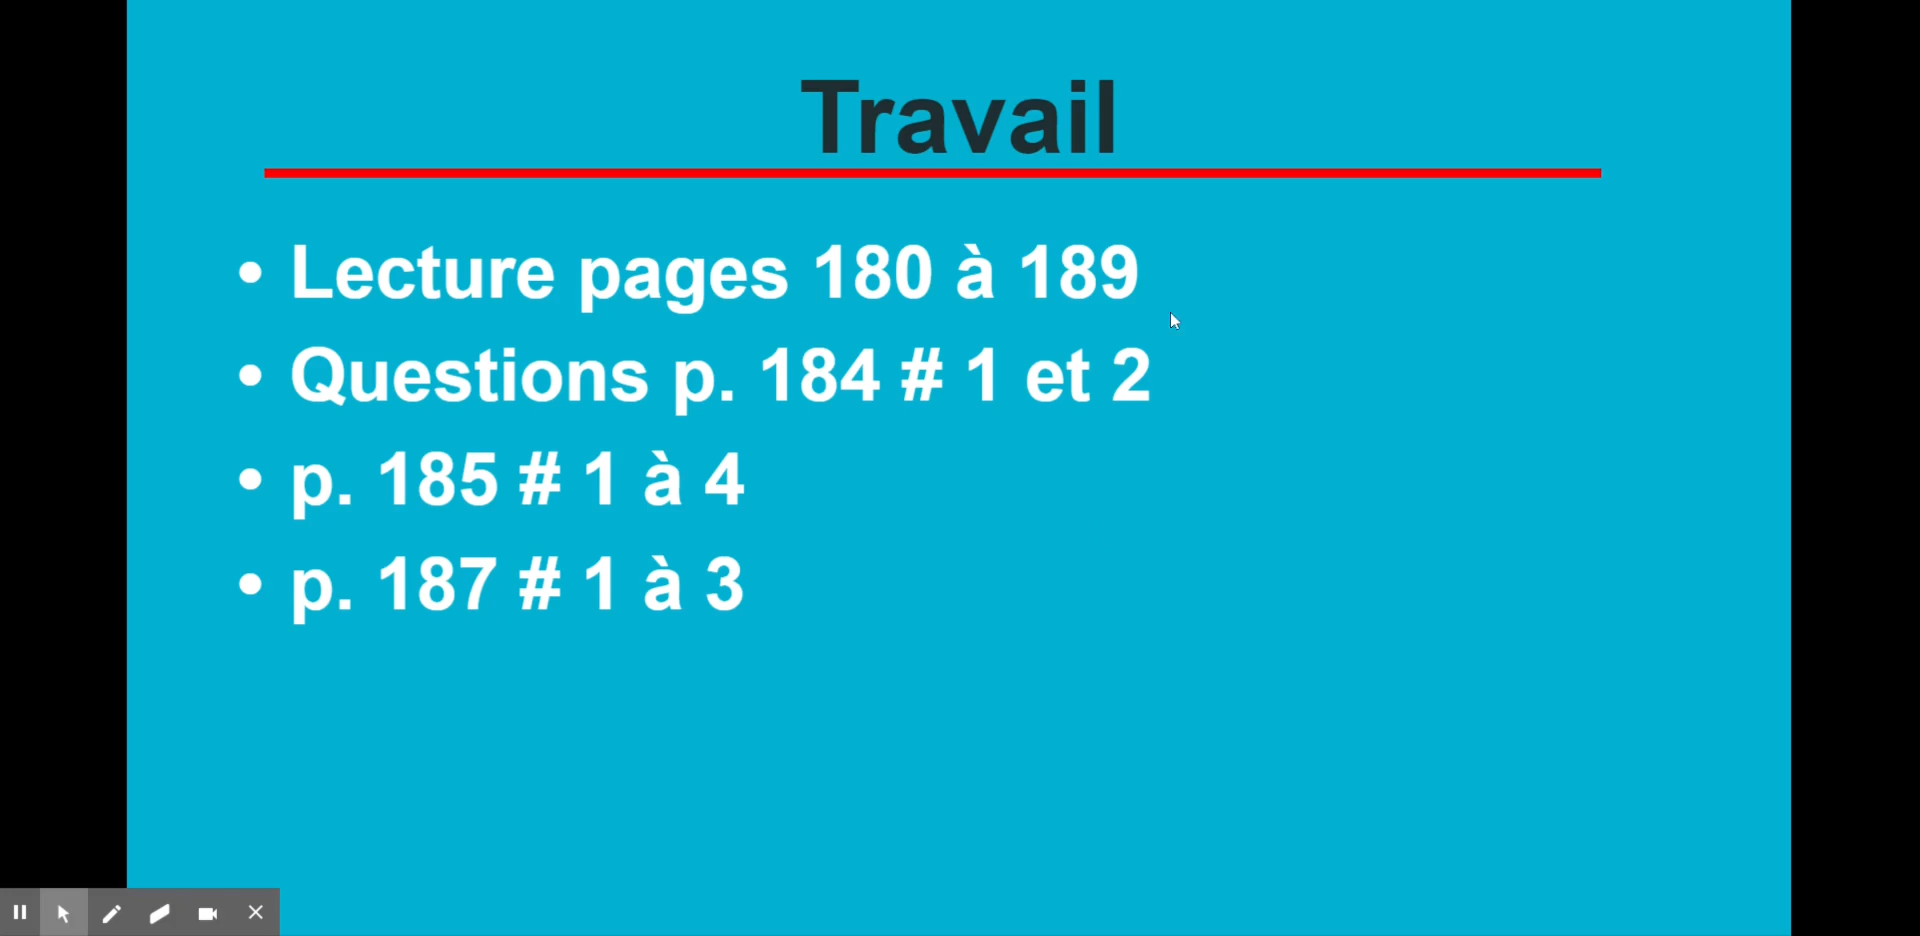 Travail
• Lecture pages 180 à 189
• Questions p. 184 # 1 et 2
• p. 185 # 1 à 4
• p. 187 # 1 à 3